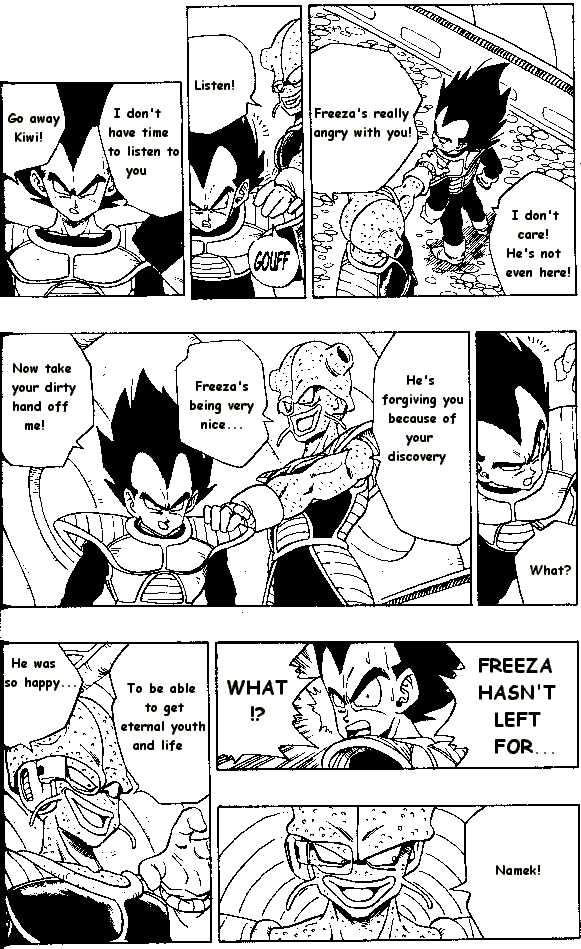 Go away
Kiwi!
I don't
have time
to listen to
you
Listen!
GOUFF
Freeza's really
angry with you!
I don't
care!
He's not
even here!
Now take
your dirty
hand off
me!
Freeza's
being very
nice...
He's
forgiving you
because of
your
discovery
What?
He was
so happy...
To be able
to get
eternal youth
and life
WHAT
!?
FREEZA
HASN'T
LEFT
FOR...
Namek!